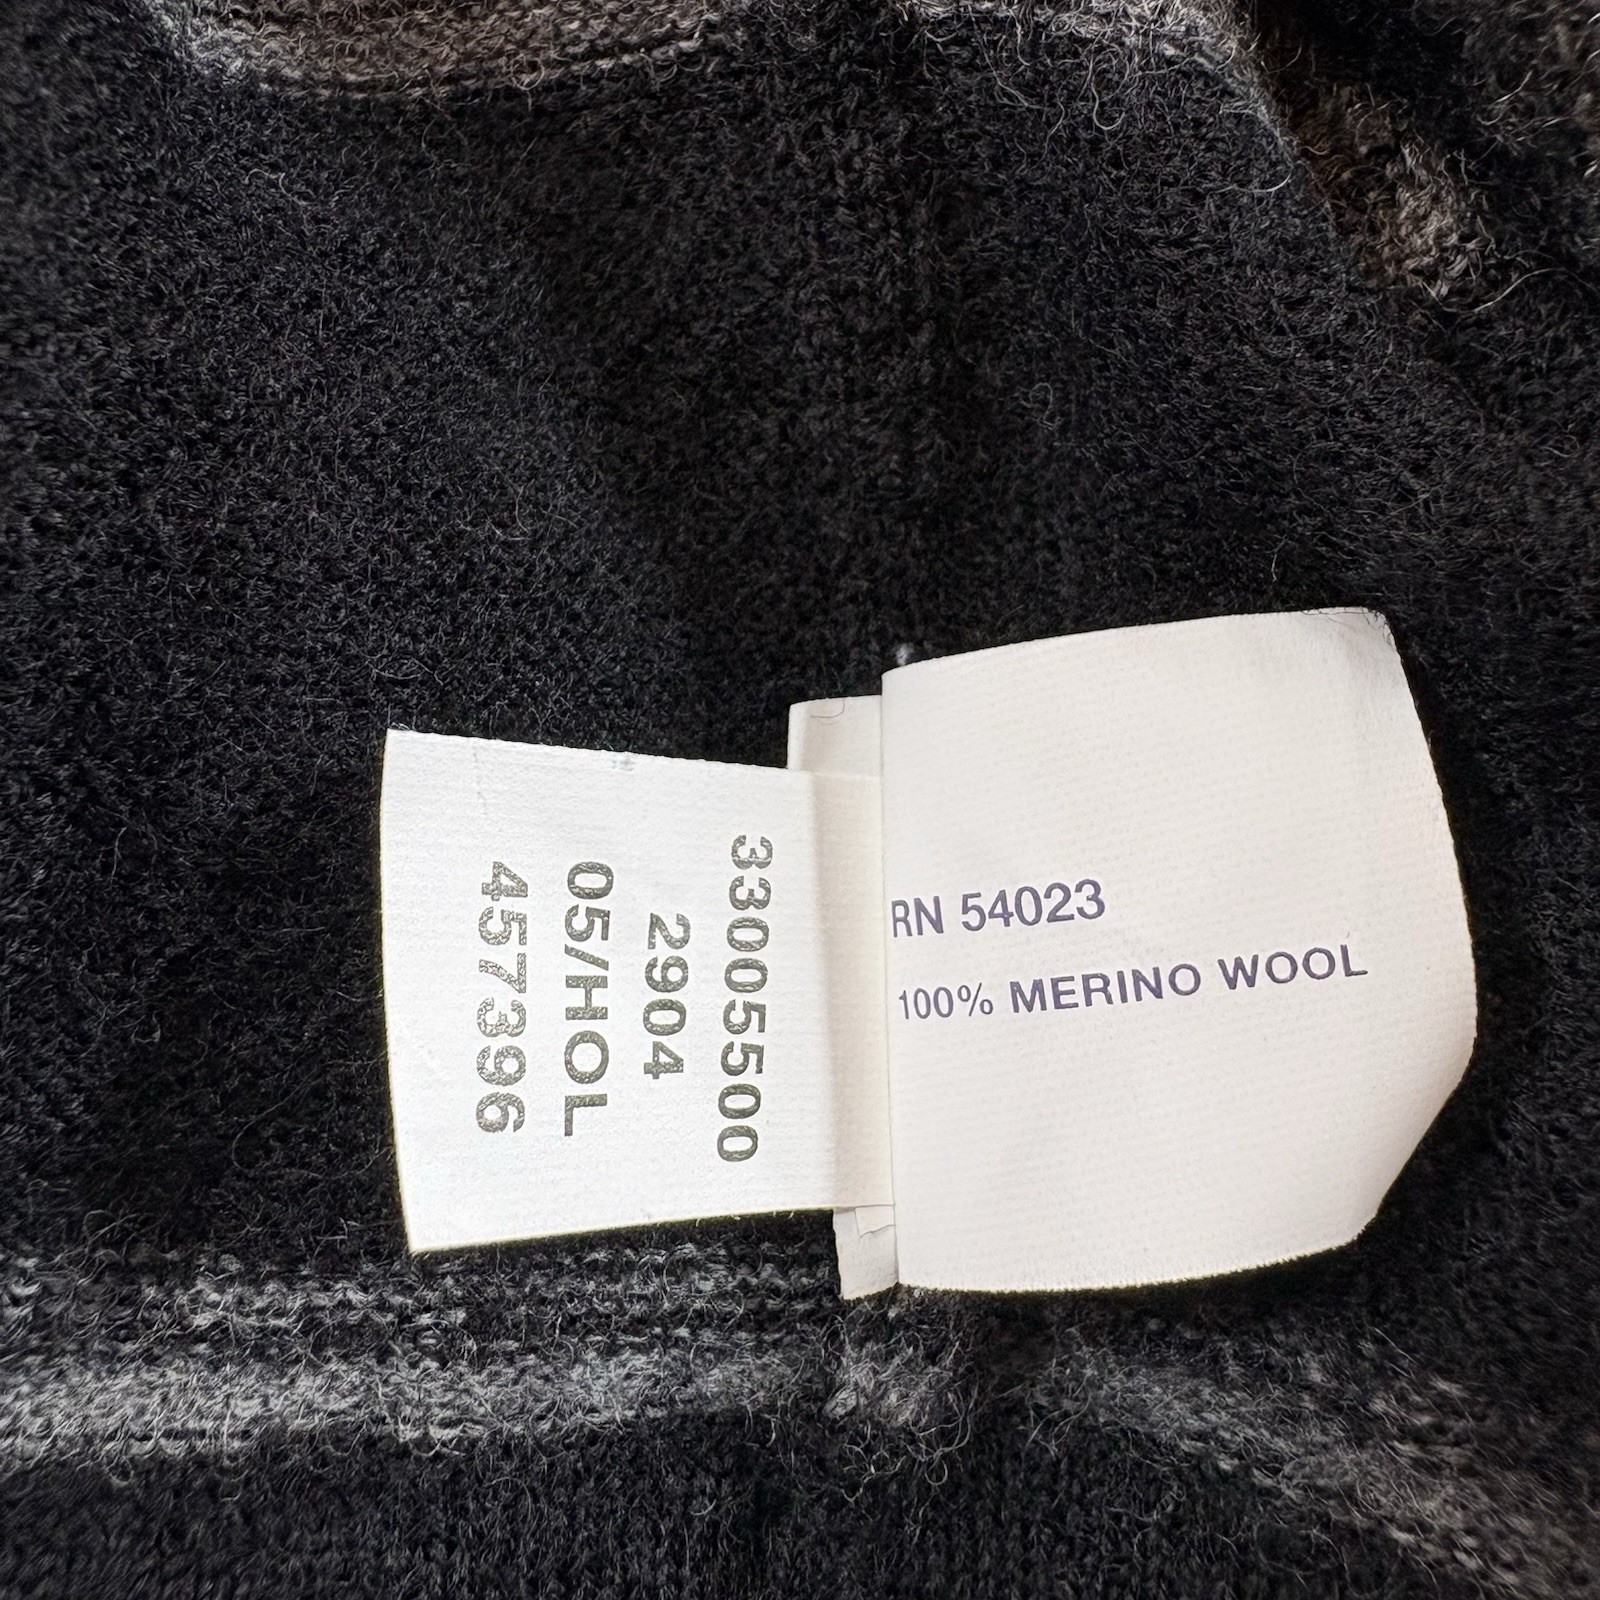 33005500
2904
05/HOL
457396
RN 54023
100% MERINO WOOL